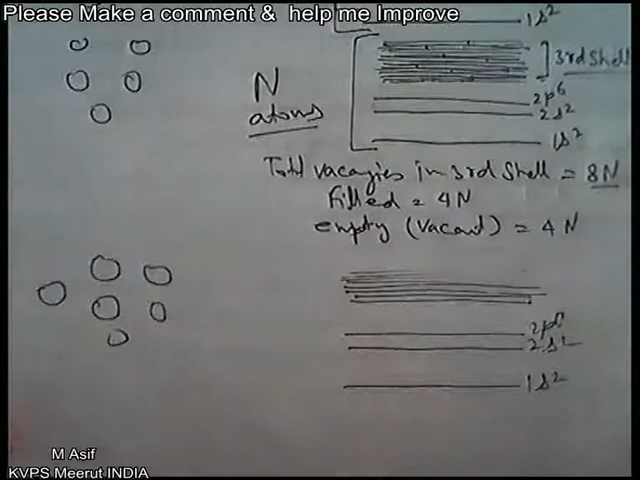 Please Make a comment & help me Improve
1s²
3rd Shell
N
atoms
2p⁶
2s²
1s²
Totl vacancies in 3rd Shell = 8N
filled = 4N
empty (vacant) = 4N
2p⁶
2s²
1s²
M Asif
KVPS Meerut INDIA